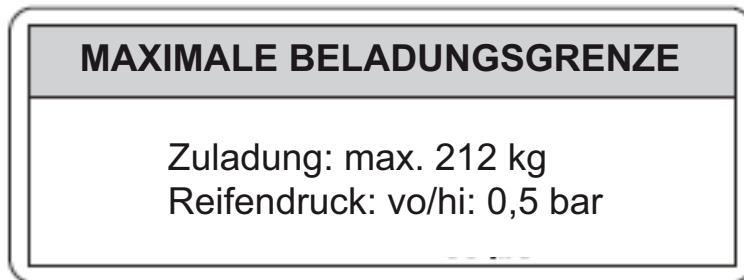 MAXIMALE BELADUNGSGRENZE
Zuladung: max. 212 kg
Reifendruck: vo/hi: 0,5 bar